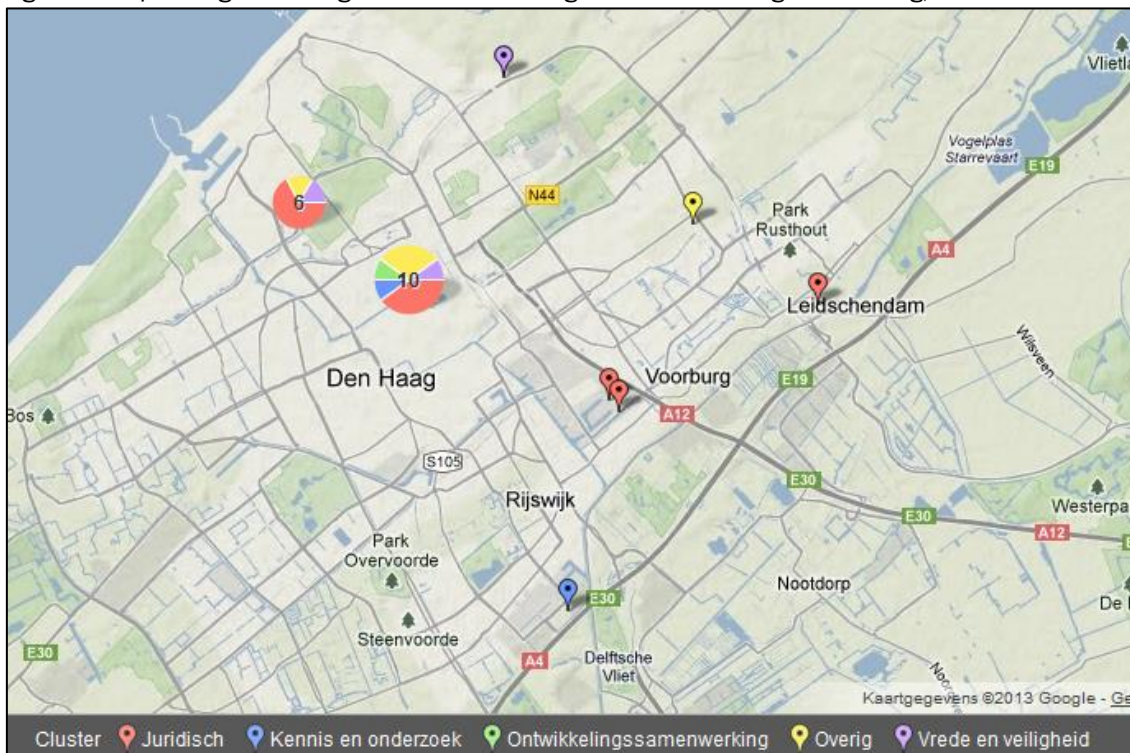 Vlietla
Vogelplas
Starrevaart
E19
N44
6
Park
Rusthout
A4
10
Leidschendam
Den Haag
Voorburg
E19
Bos
A12
Wilsveen
S105
E30
Rijswijk
E30
Westerpa
Park
Overvoorde
A12
Nootdorp
E30
De
Steenvoorde
E30
A4
Delftsche
Vliet
Kaartgegevens ©2013 Google - Ge
Cluster Juridisch Kennis en onderzoek Ontwikkelingssamenwerking Overig Vrede en veiligheid